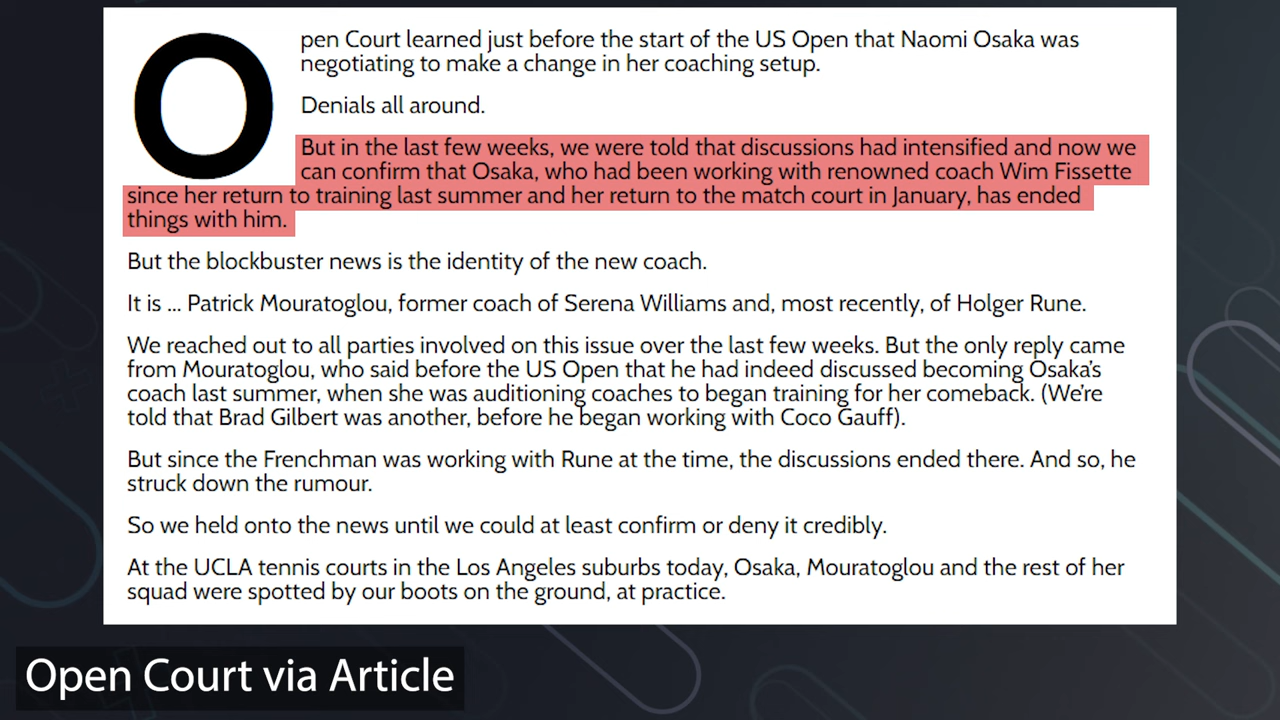 Open Court learned just before the start of the US Open that Naomi Osaka was
negotiating to make a change in her coaching setup.
Denials all around.
But in the last few weeks, we were told that discussions had intensified and now we
can confirm that Osaka, who had been working with renowned coach Wim Fissette
since her return to training last summer and her return to the match court in January, has ended
things with him.
But the blockbuster news is the identity of the new coach.
It is ... Patrick Mouratoglou, former coach of Serena Williams and, most recently, of Holger Rune.
We reached out to all parties involved on this issue over the last few weeks. But the only reply came
from Mouratoglou, who said before the US Open that he had indeed discussed becoming Osaka’s
coach last summer, when she was auditioning coaches to began training for her comeback. (We’re
told that Brad Gilbert was another, before he began working with Coco Gauff).
But since the Frenchman was working with Rune at the time, the discussions ended there. And so, he
struck down the rumour.
So we held onto the news until we could at least confirm or deny it credibly.
At the UCLA tennis courts in the Los Angeles suburbs today, Osaka, Mouratoglou and the rest of her
squad were spotted by our boots on the ground, at practice.
Open Court via Article